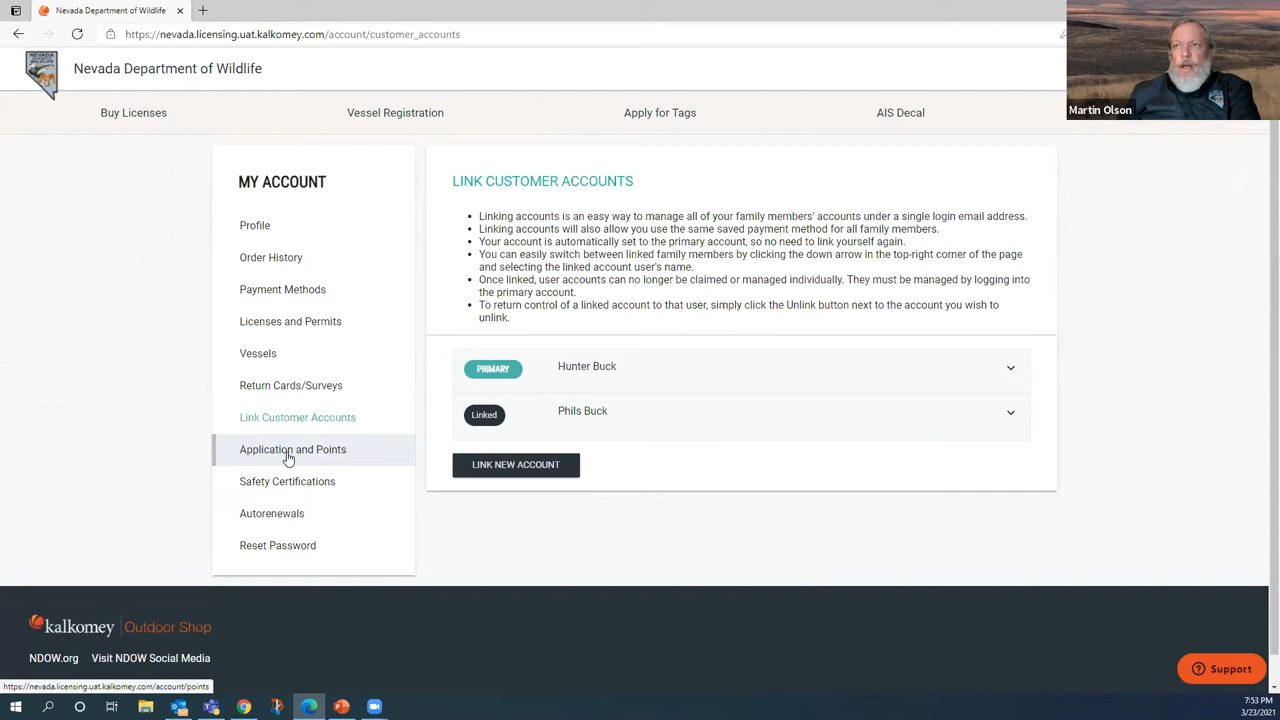 Nevada Department of Wildlife
https://nevada.licensing.uat.kalkomey.com/account/customer_accounts
Nevada Department of Wildlife
Martin Olson
Buy Licenses
Vessel Registration
Apply for Tags
AIS Decal
MY ACCOUNT
Profile
Order History
Payment Methods
Licenses and Permits
Vessels
Return Cards/Surveys
Link Customer Accounts
Application and Points
Safety Certifications
Autorenewals
Reset Password
LINK CUSTOMER ACCOUNTS
• Linking accounts is an easy way to manage all of your family members' accounts under a single login email address.
• Linking accounts will also allow you use the same saved payment method for all family members.
• Your account is automatically set to the primary account, so no need to link yourself again.
• You can easily switch between linked family members by clicking the down arrow in the top-right corner of the page
and selecting the linked account user's name.
• Once linked, user accounts can no longer be claimed or managed individually. They must be managed by logging into
the primary account.
• To return control of a linked account to that user, simply click the Unlink button next to the account you wish to
unlink.
PRIMARY Hunter Buck
Linked Phils Buck
LINK NEW ACCOUNT
kalkomey | Outdoor Shop
NDOW.org Visit NDOW Social Media
Support
https://nevada.licensing.uat.kalkomey.com/account/points
7:53 PM
3/23/2021